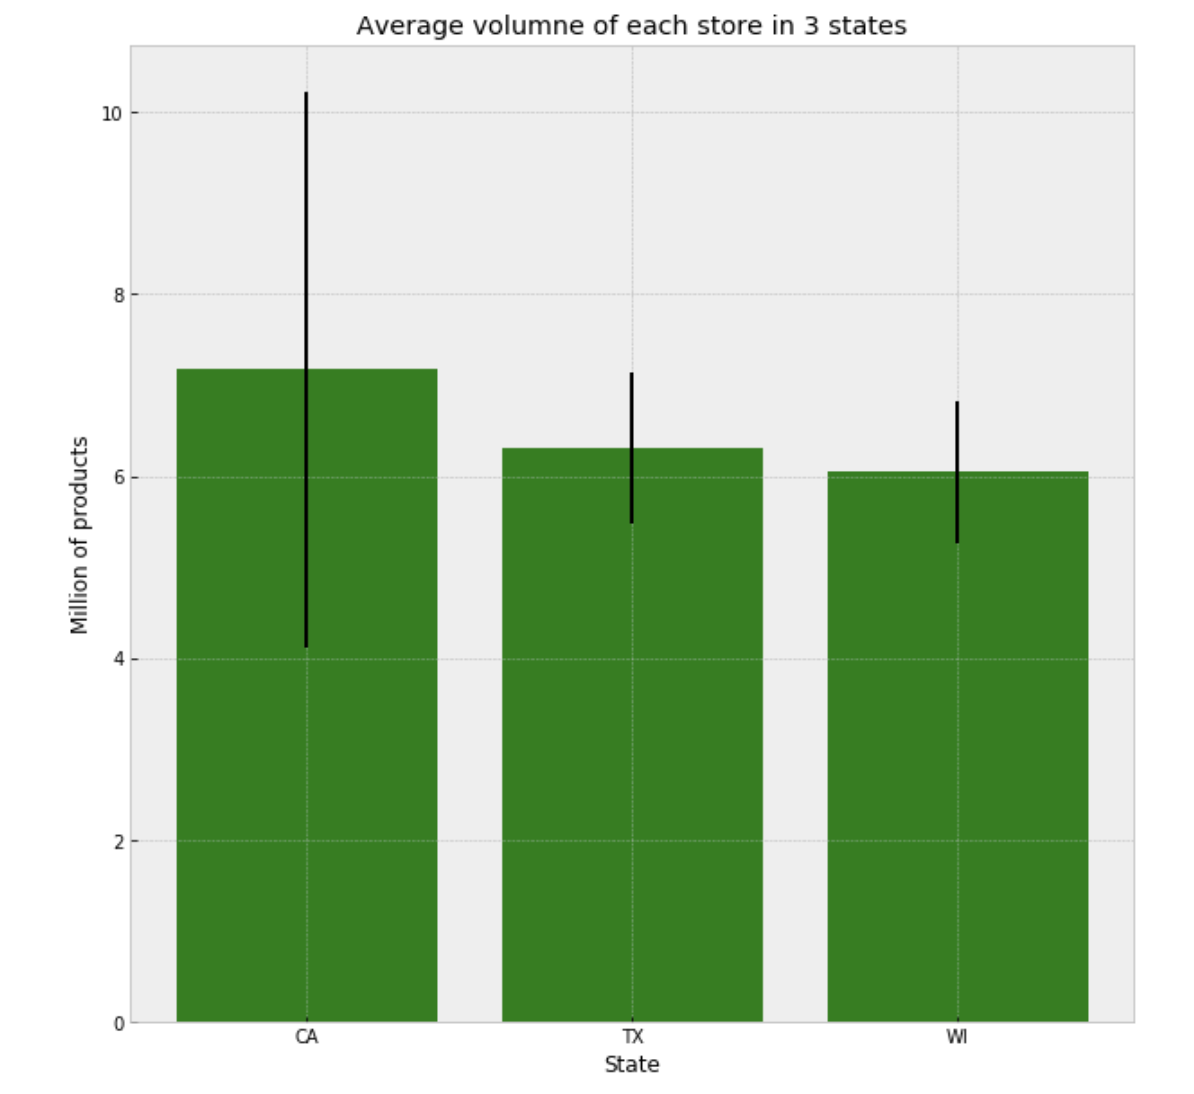 Average volumne of each store in 3 states
Million of products
10
8
6
4
2
0
CA TX WI
State